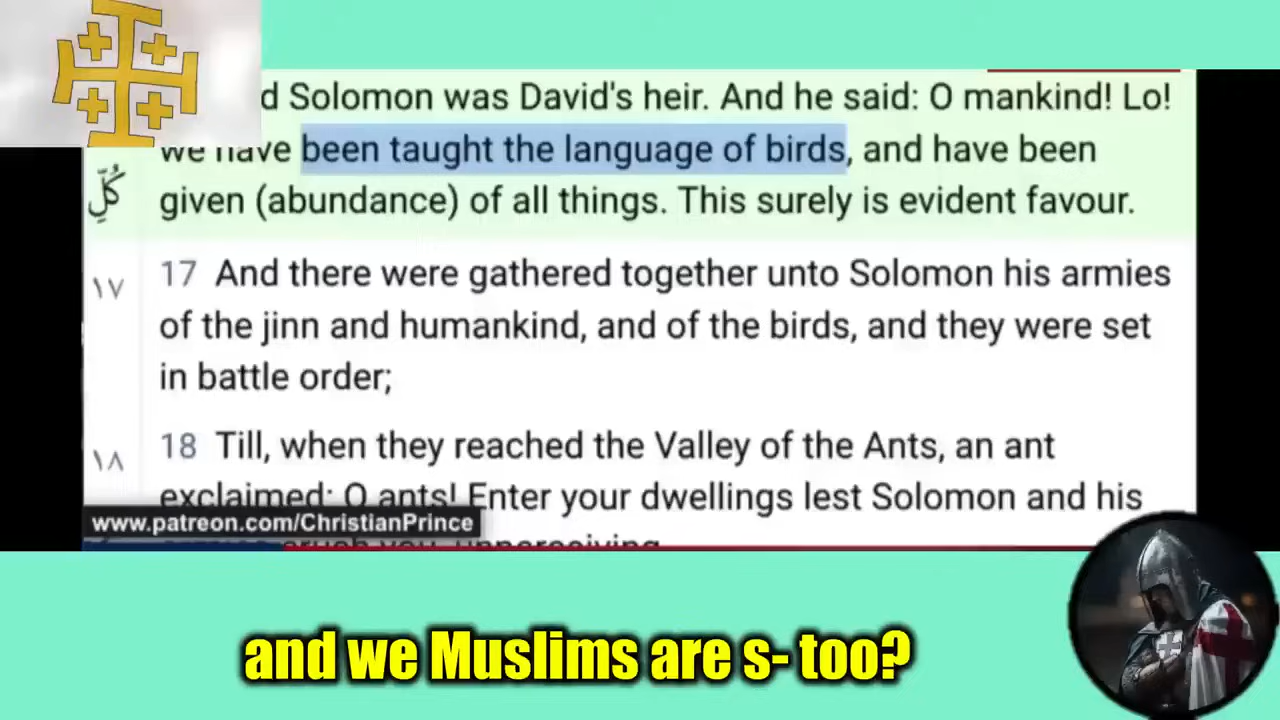 d Solomon was David's heir. And he said: O mankind! Lo!
we have been taught the language of birds, and have been
كُلِّ
given (abundance) of all things. This surely is evident favour.
١٧
17 And there were gathered together unto Solomon his armies
of the jinn and humankind, and of the birds, and they were set
in battle order;
١٨
18 Till, when they reached the Valley of the Ants, an ant
exclaimed: O ants! Enter your dwellings lest Solomon and his
crush you, unperceiving.
www.patreon.com/ChristianPrince
and we Muslims are s- too?